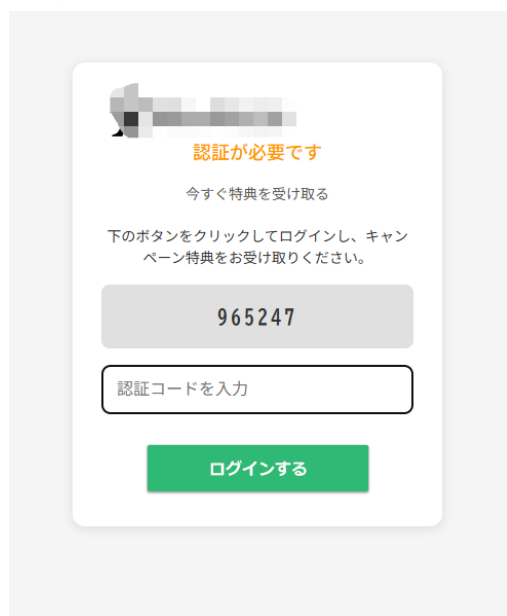 認証が必要です
今すぐ特典を受け取る
下のボタンをクリックしてログインし、キャン
ペーン特典をお受け取りください。
965247
認証コードを入力
ログインする